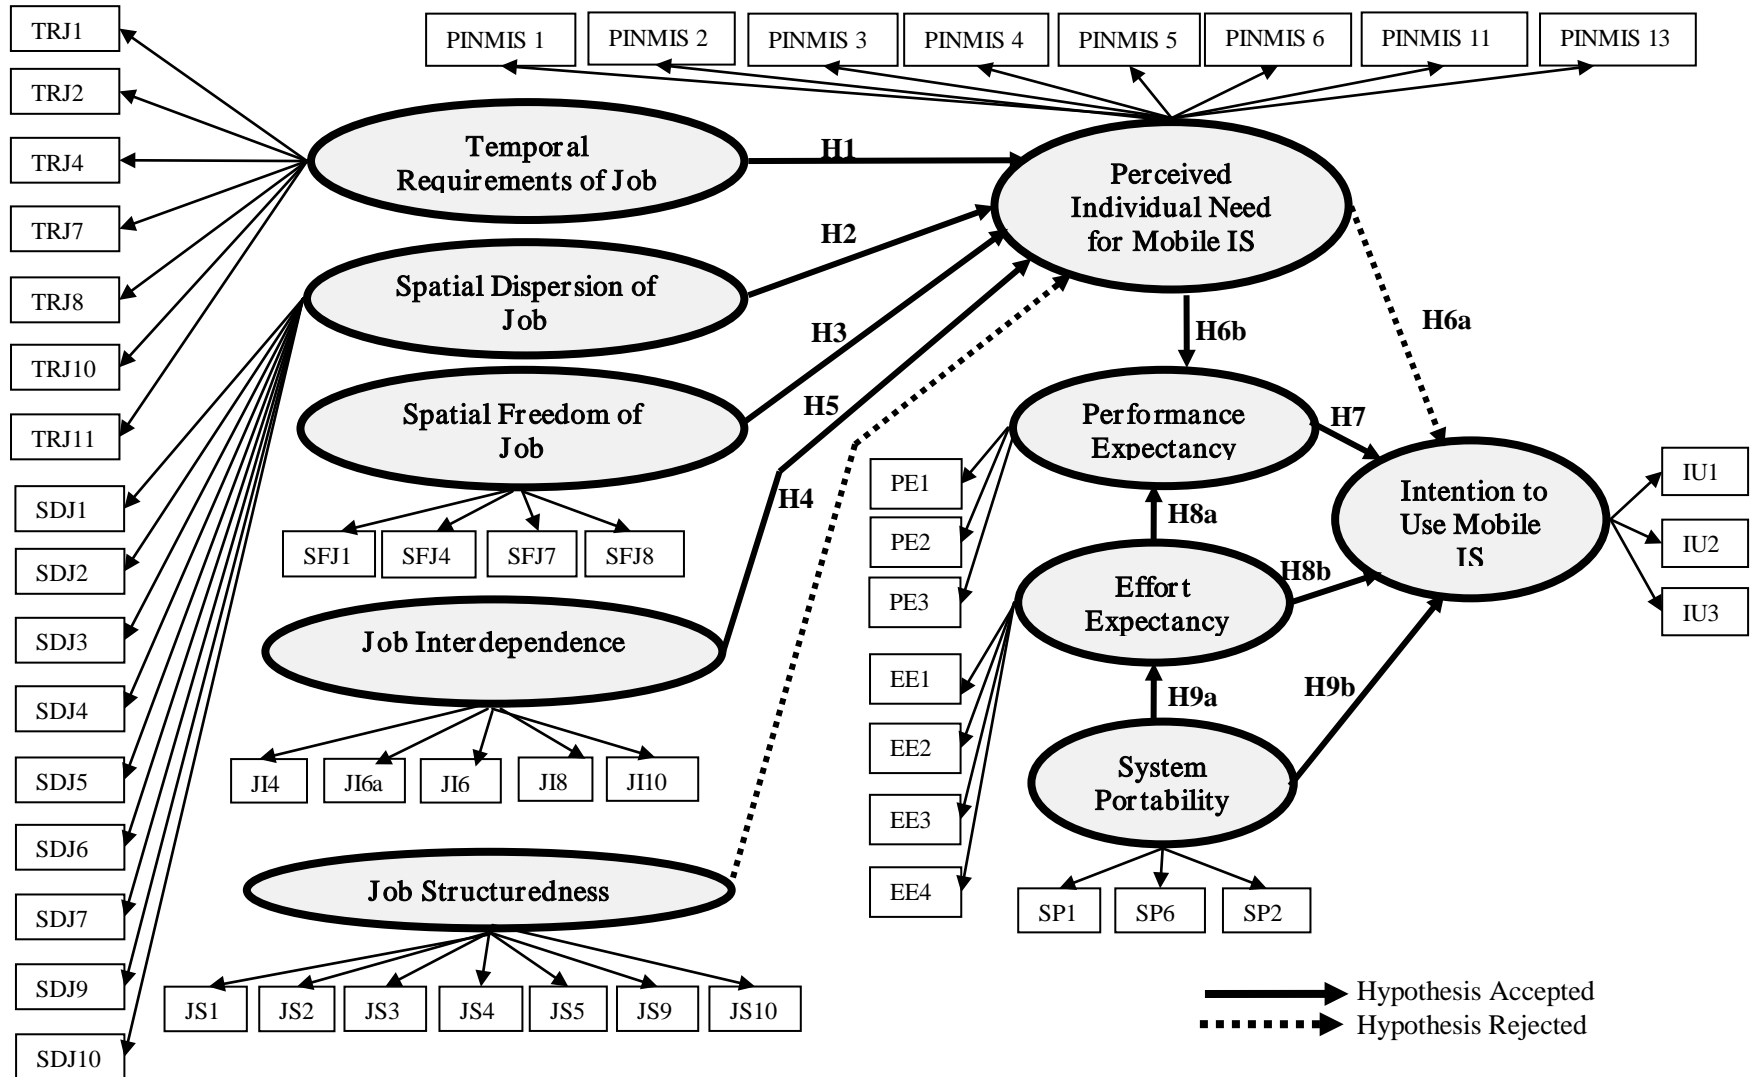 TRJ1
TRJ2
TRJ4
TRJ7
TRJ8
TRJ10
TRJ11
SDJ1
SDJ2
SDJ3
SDJ4
SDJ5
SDJ6
SDJ7
SDJ9
SDJ10
PINMIS 1
PINMIS 2
PINMIS 3
PINMIS 4
PINMIS 5
PINMIS 6
PINMIS 11
PINMIS 13
Temporal
Requirements of Job
H1
Perceived
Individual Need
for Mobile IS
Spatial Dispersion of
Job
H2
Spatial Freedom of
Job
H3
SFJ1
SFJ4
SFJ7
SFJ8
Job Interdependence
H5
H4
JI4
JI6a
JI6
JI8
JI10
Job Structuredness
JS1
JS2
JS3
JS4
JS5
JS9
JS10
H6b
H6a
Performance
Expectancy
H7
PE1
PE2
PE3
H8a
Effort
Expectancy
H8b
EE1
EE2
EE3
EE4
H9a
H9b
System
Portability
SP1
SP6
SP2
Intention to
Use Mobile
IS
IU1
IU2
IU3
Hypothesis Accepted
Hypothesis Rejected